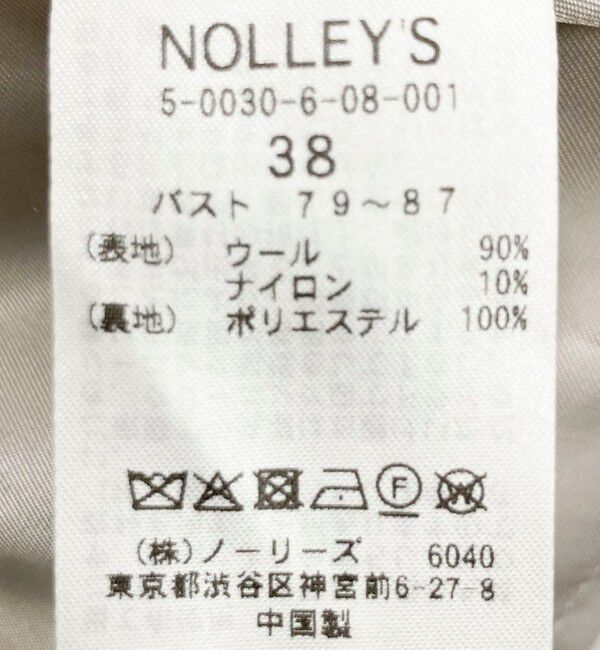 NOLLEY'S
5-0030-6-08-001
38
バスト 79～87
(表地) ウール 90%
ナイロン 10%
(裏地) ポリエステル 100%
F W
(株)ノーリーズ 6040
東京都渋谷区神宮前6-27-8
中国製